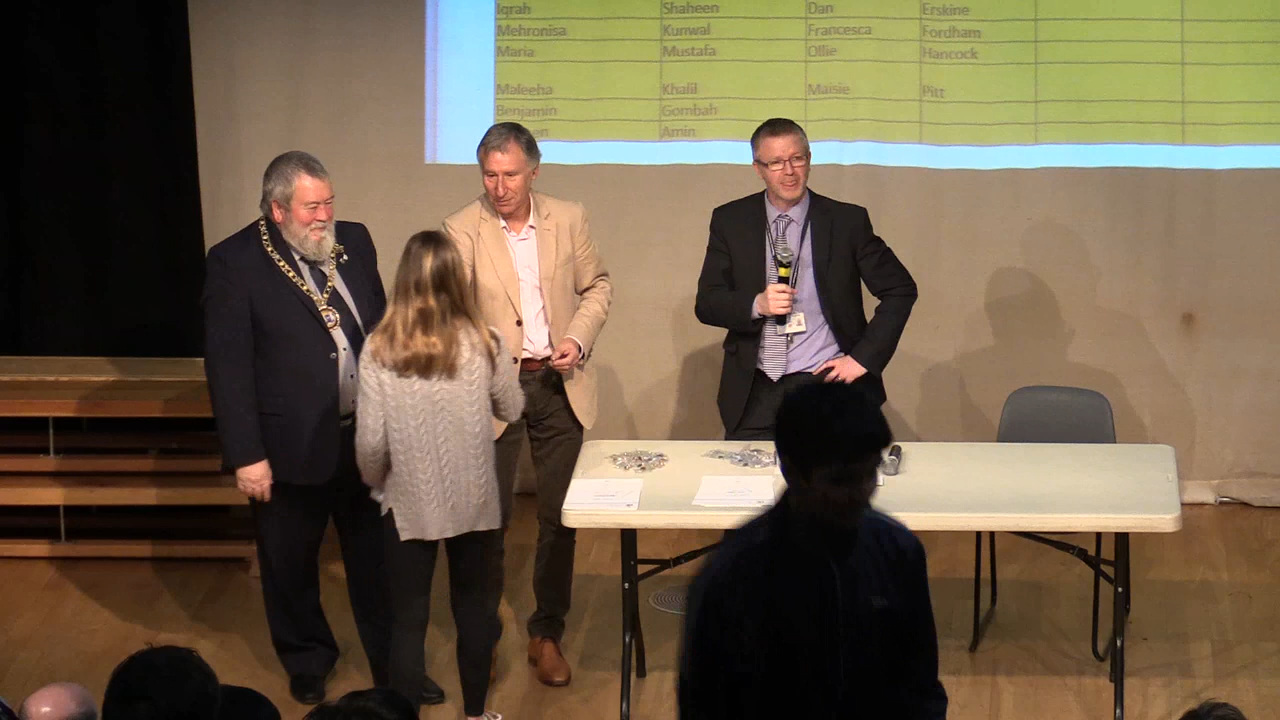 Iqrah Shaheen Dan Erskine
Mehronisa Kunwal Francesca Fordham
Maria Mustafa Ollie Hancock
Maleeha Khalil Maisie Pitt
Benjamin Gombah
Amin